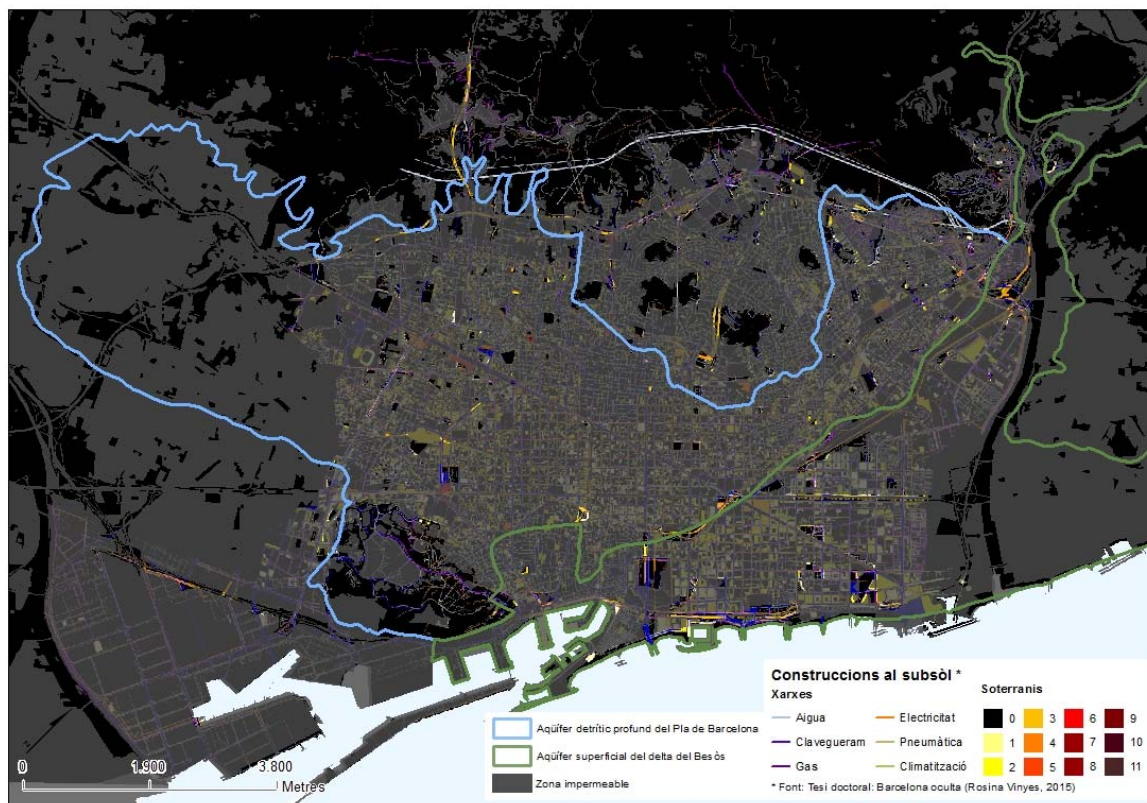 Aqüífer detrític profund del Pla de Barcelona
Aqüífer superficial del delta del Besòs
Zona impermeable
Construccions al subsòl *
Xarxes
Aigua
Clavegueram
Gas
Electricitat
Pneumàtica
Climatització
Soterranis
0 3 6 9
1 4 7 10
2 5 8 11
* Font: Tesi doctoral: Barcelona oculta (Rosina Vinyes, 2015)
0 1.900 3.800
Metres